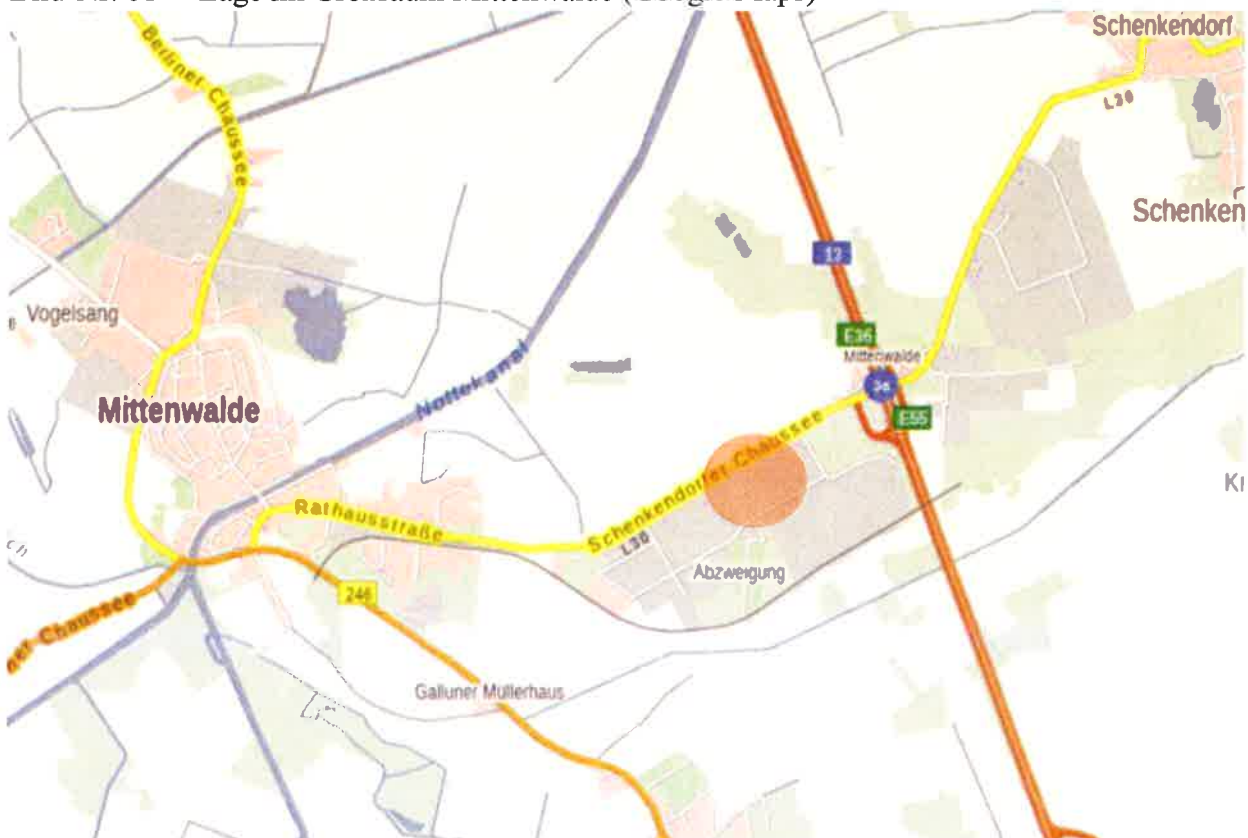 Berliner Chaussee
Schenkendorf
L30
Schenken
Vogelsang
12
E36
Mittenwalde
Mittenwalde
Nottekanal
E55
Schenkendorfer Chaussee
Rathausstraße
L30
Abzweigung
246
Chaussee
Galluner Müllerhaus